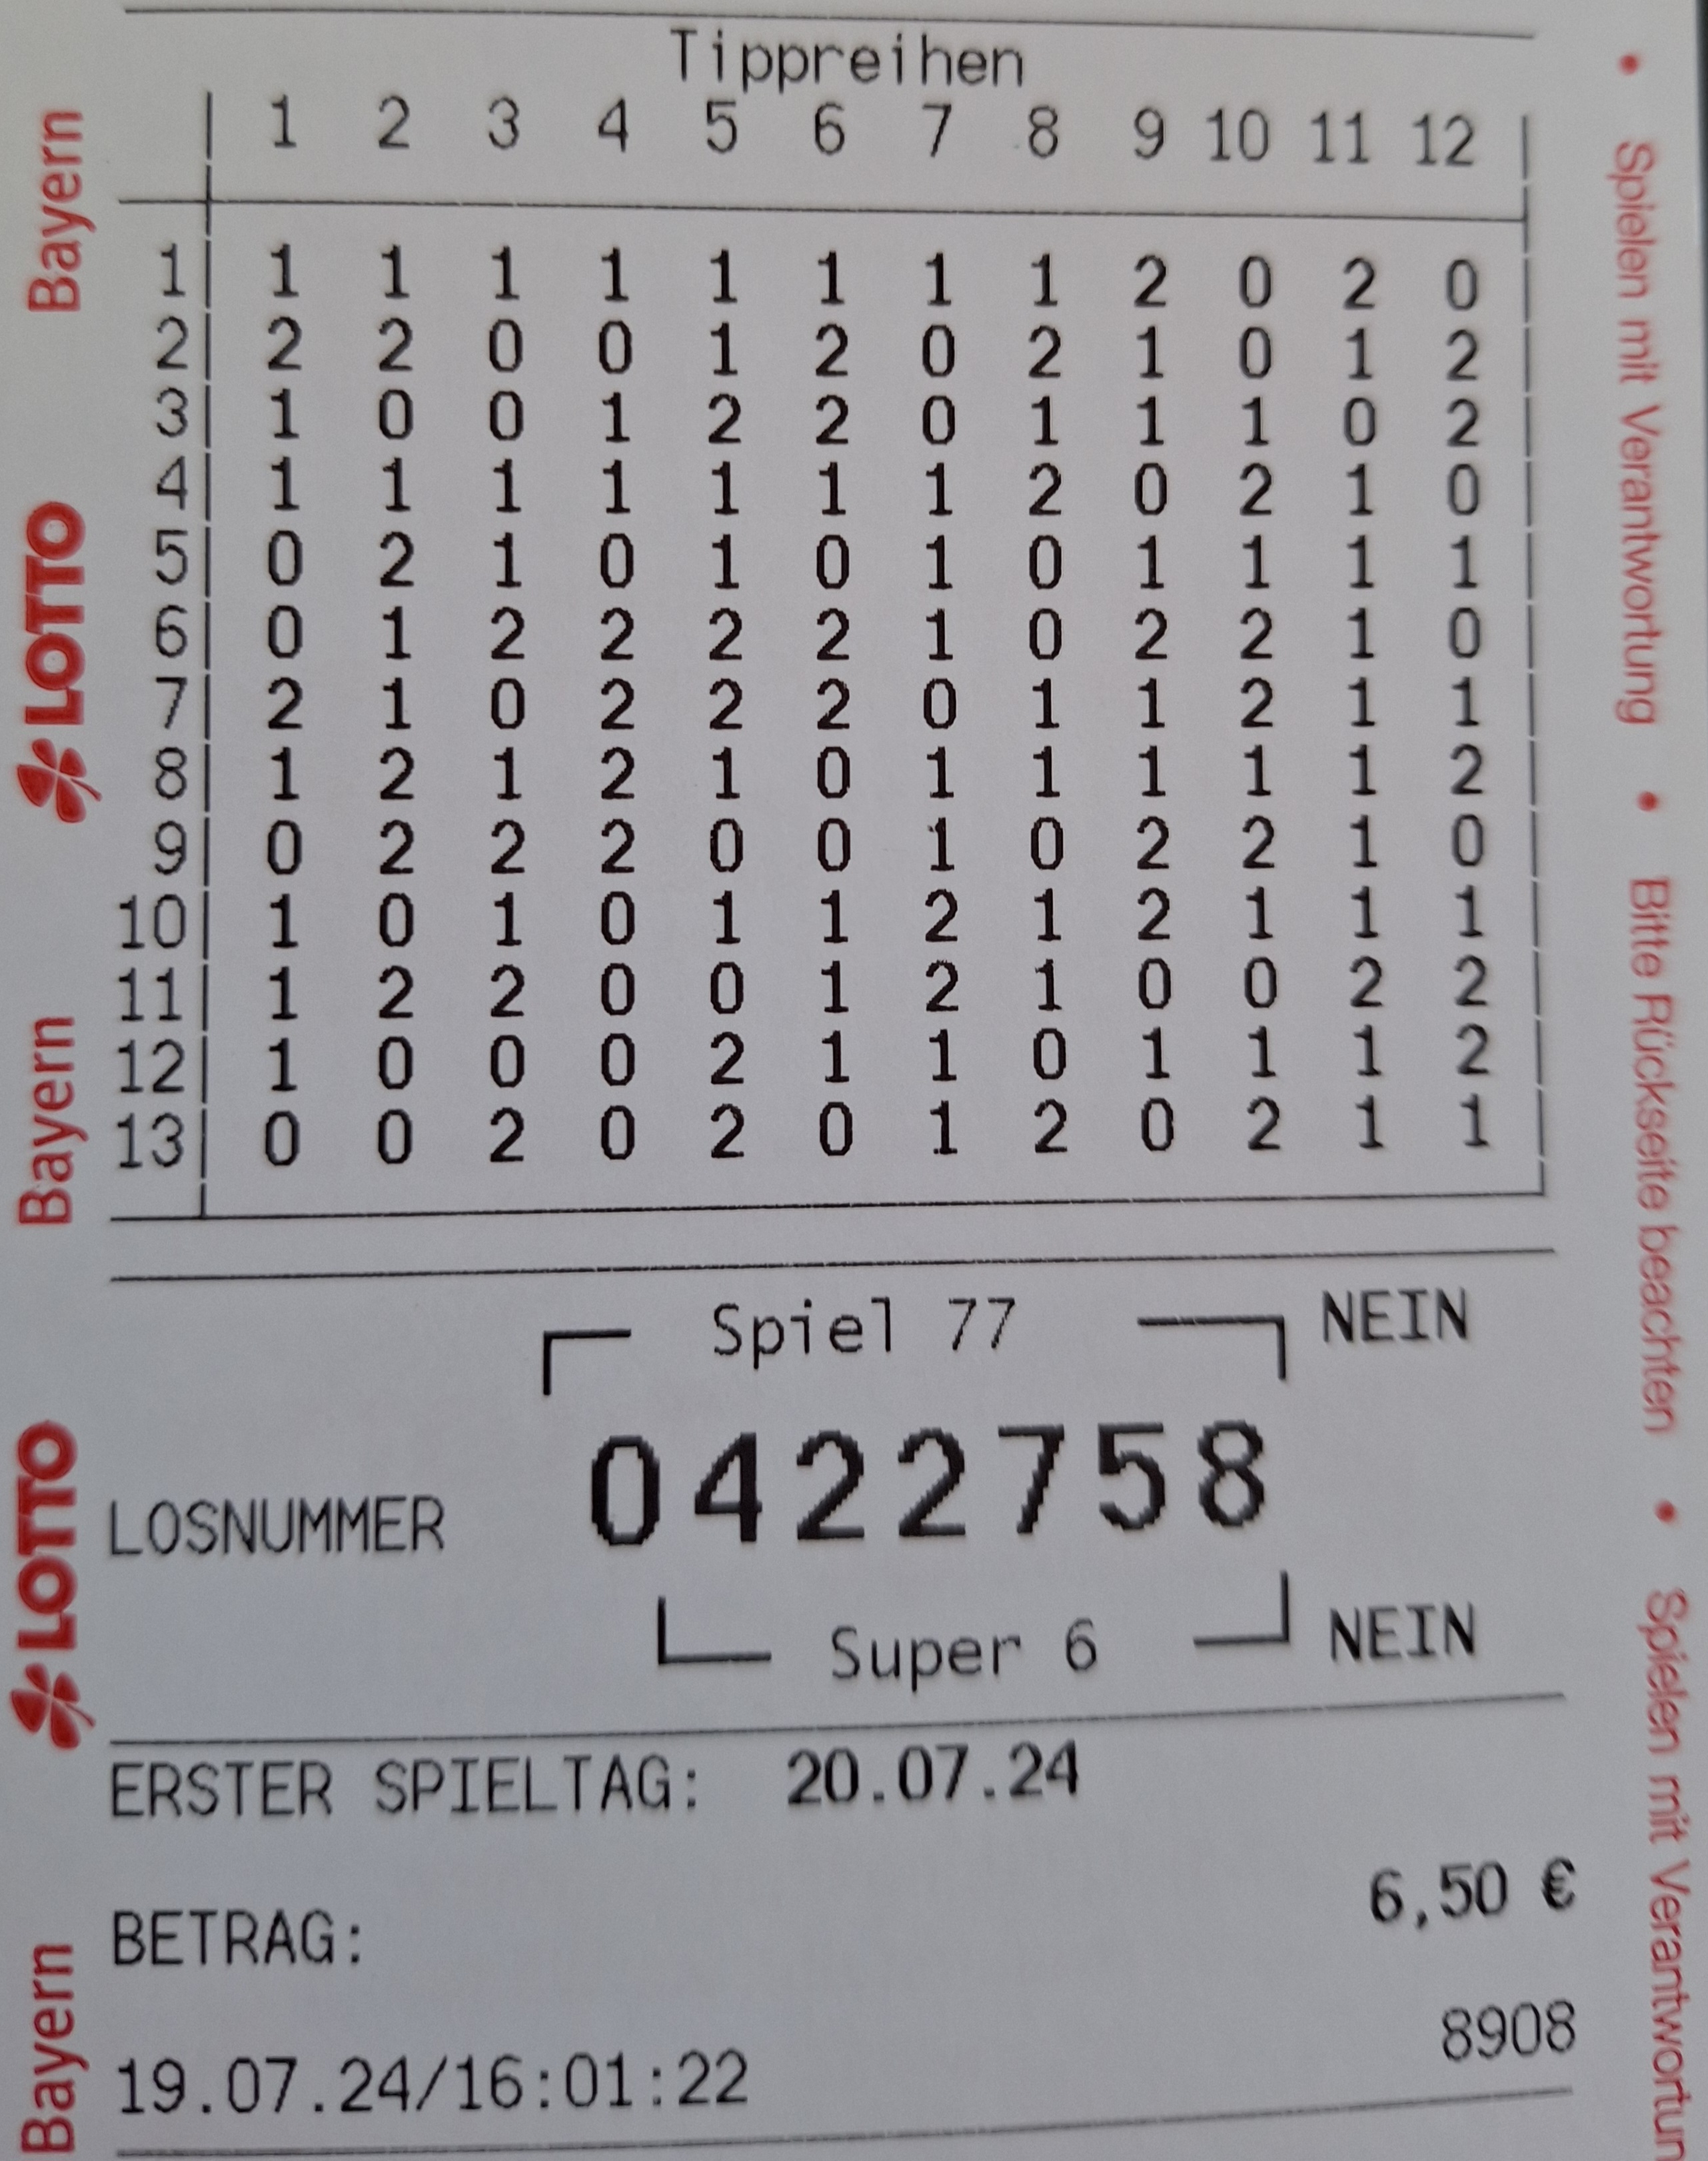 Tippreihen
1 2 3 4 5 6 7 8 9 10 11 12
1 1 1 1 1 1 1 1 1 2 0 2 0
2 2 2 0 0 1 2 0 2 1 0 1 2
3 1 0 0 1 2 2 0 1 1 1 0 2
4 1 1 1 1 1 1 1 2 0 2 1 0
5 0 2 1 0 1 0 1 0 1 1 1 1
6 0 1 2 2 2 2 1 0 2 2 1 0
7 2 1 0 2 2 2 0 1 1 2 1 1
8 1 2 1 2 1 0 1 1 1 1 1 2
9 0 2 2 2 0 0 1 0 2 2 1 0
10 1 0 1 0 1 1 2 1 2 1 1 1
11 1 2 2 0 0 1 2 1 0 0 2 2
12 1 0 0 0 2 1 1 0 1 1 1 2
13 0 0 2 0 2 0 1 2 0 2 1 1
Spiel 77 NEIN
LOSNUMMER 0422758
Super 6 NEIN
ERSTER SPIELTAG: 20.07.24
BETRAG: 6,50 €
19.07.24/16:01:22 8908
Bayern LOTTO Bayern LOTTO Bayern
• Spielen mit Verantwortung • Bitte Rückseite beachten • Spielen mit Verantwortun